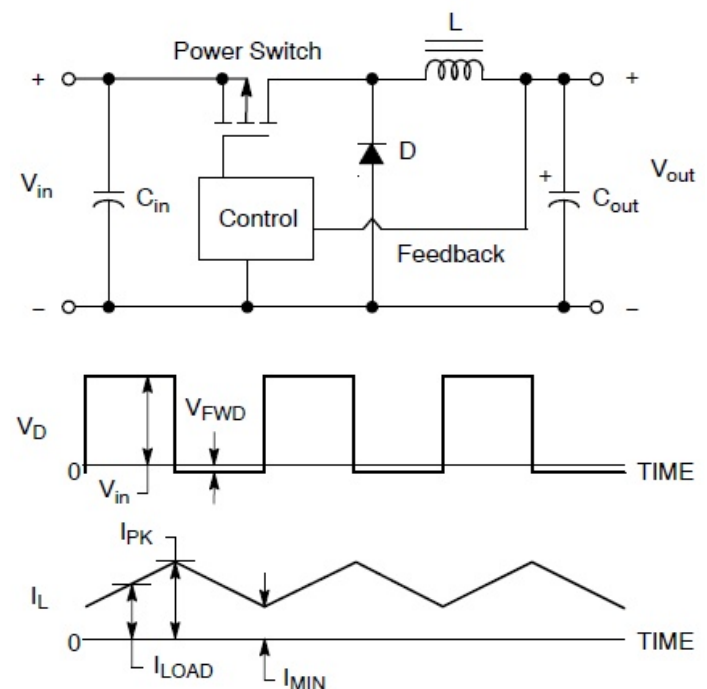 L
Power Switch
+
+
D
V_in
C_in
Control
+
C_out
V_out
Feedback
–
–
V_FWD
V_D
0
TIME
V_in
I_PK
I_L
0
TIME
I_LOAD
I_MIN